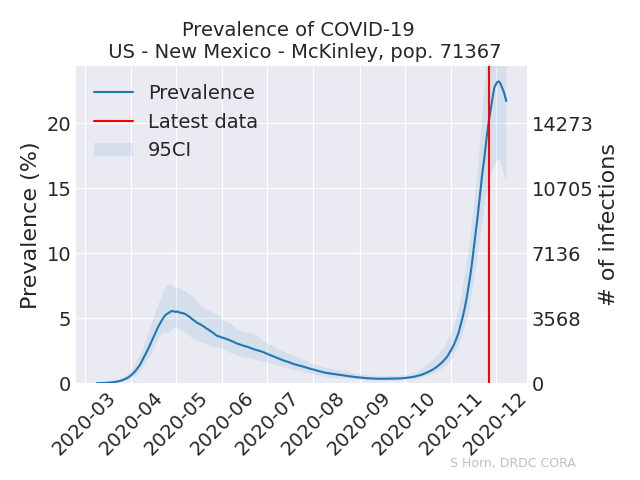 Prevalence of COVID-19
US - New Mexico - McKinley, pop. 71367
Prevalence
Latest data
95CI
Prevalence (%)
20
15
10
5
0
14273
10705
7136
3568
0
# of infections
2020-03
2020-04
2020-05
2020-06
2020-07
2020-08
2020-09
2020-10
2020-11
2020-12
S Horn, DRDC CORA